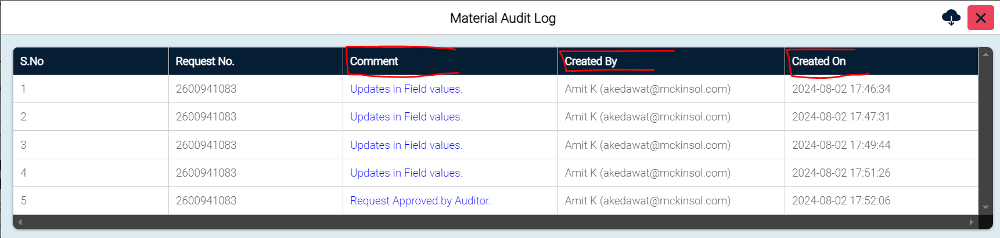 Material Audit Log
S.No Request No. Comment Created By Created On
1 2600941083 Updates in Field values. Amit K (akedawat@mckinsol.com) 2024-08-02 17:46:34
2 2600941083 Updates in Field values. Amit K (akedawat@mckinsol.com) 2024-08-02 17:47:31
3 2600941083 Updates in Field values. Amit K (akedawat@mckinsol.com) 2024-08-02 17:49:44
4 2600941083 Updates in Field values. Amit K (akedawat@mckinsol.com) 2024-08-02 17:51:26
5 2600941083 Request Approved by Auditor. Amit K (akedawat@mckinsol.com) 2024-08-02 17:52:06